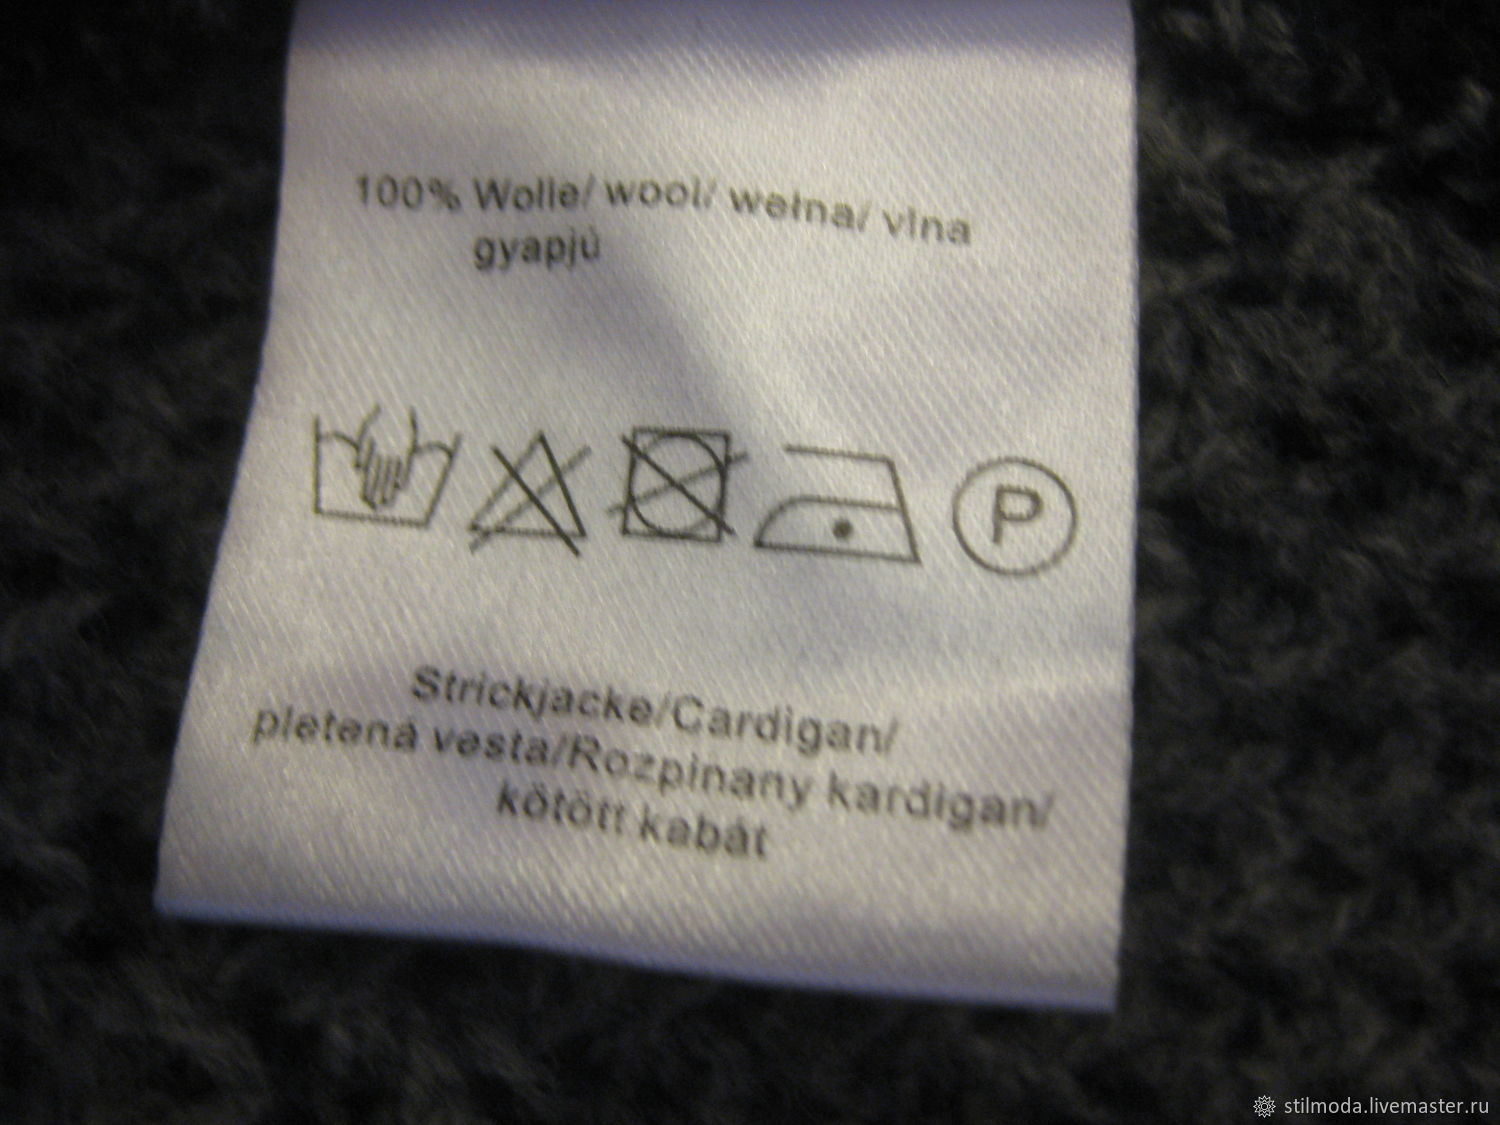 100% Wolle/ wool/ wełna/ vlna
gyapjú
P
Strickjacke/Cardigan/
pletená vesta/Rozpinany kardigan/
kötött kabát
stilmoda.livemaster.ru